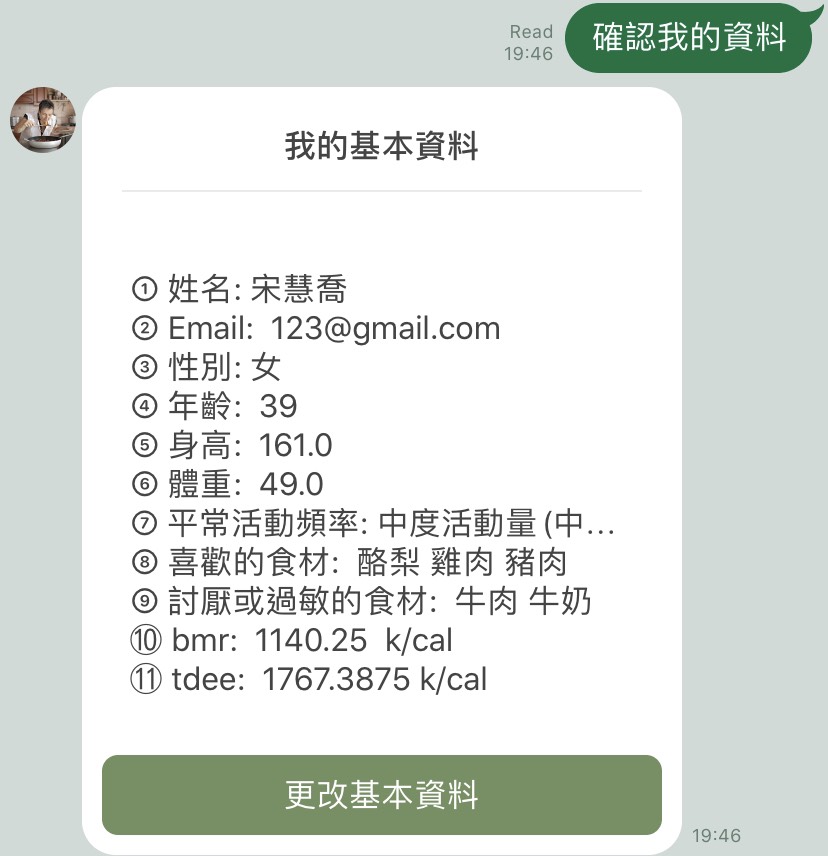 確認我的資料
Read
19:46
我的基本資料
① 姓名: 宋慧喬
② Email: 123@gmail.com
③ 性別: 女
④ 年齡: 39
⑤ 身高: 161.0
⑥ 體重: 49.0
⑦ 平常活動頻率: 中度活動量 (中...
⑧ 喜歡的食材: 酪梨 雞肉 豬肉
⑨ 討厭或過敏的食材: 牛肉 牛奶
⑩ bmr: 1140.25 k/cal
⑪ tdee: 1767.3875 k/cal
更改基本資料
19:46